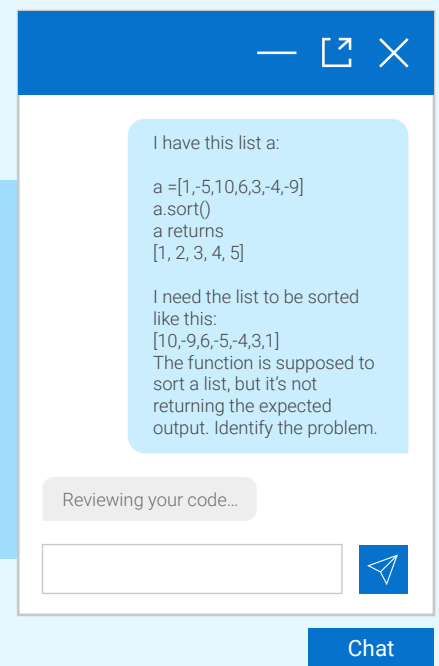 I have this list a:
a =[1,-5,10,6,3,-4,-9]
a.sort()
a returns
[1, 2, 3, 4, 5]
I need the list to be sorted
like this:
[10,-9,6,-5,-4,3,1]
The function is supposed to
sort a list, but it’s not
returning the expected
output. Identify the problem.
Reviewing your code...
Chat